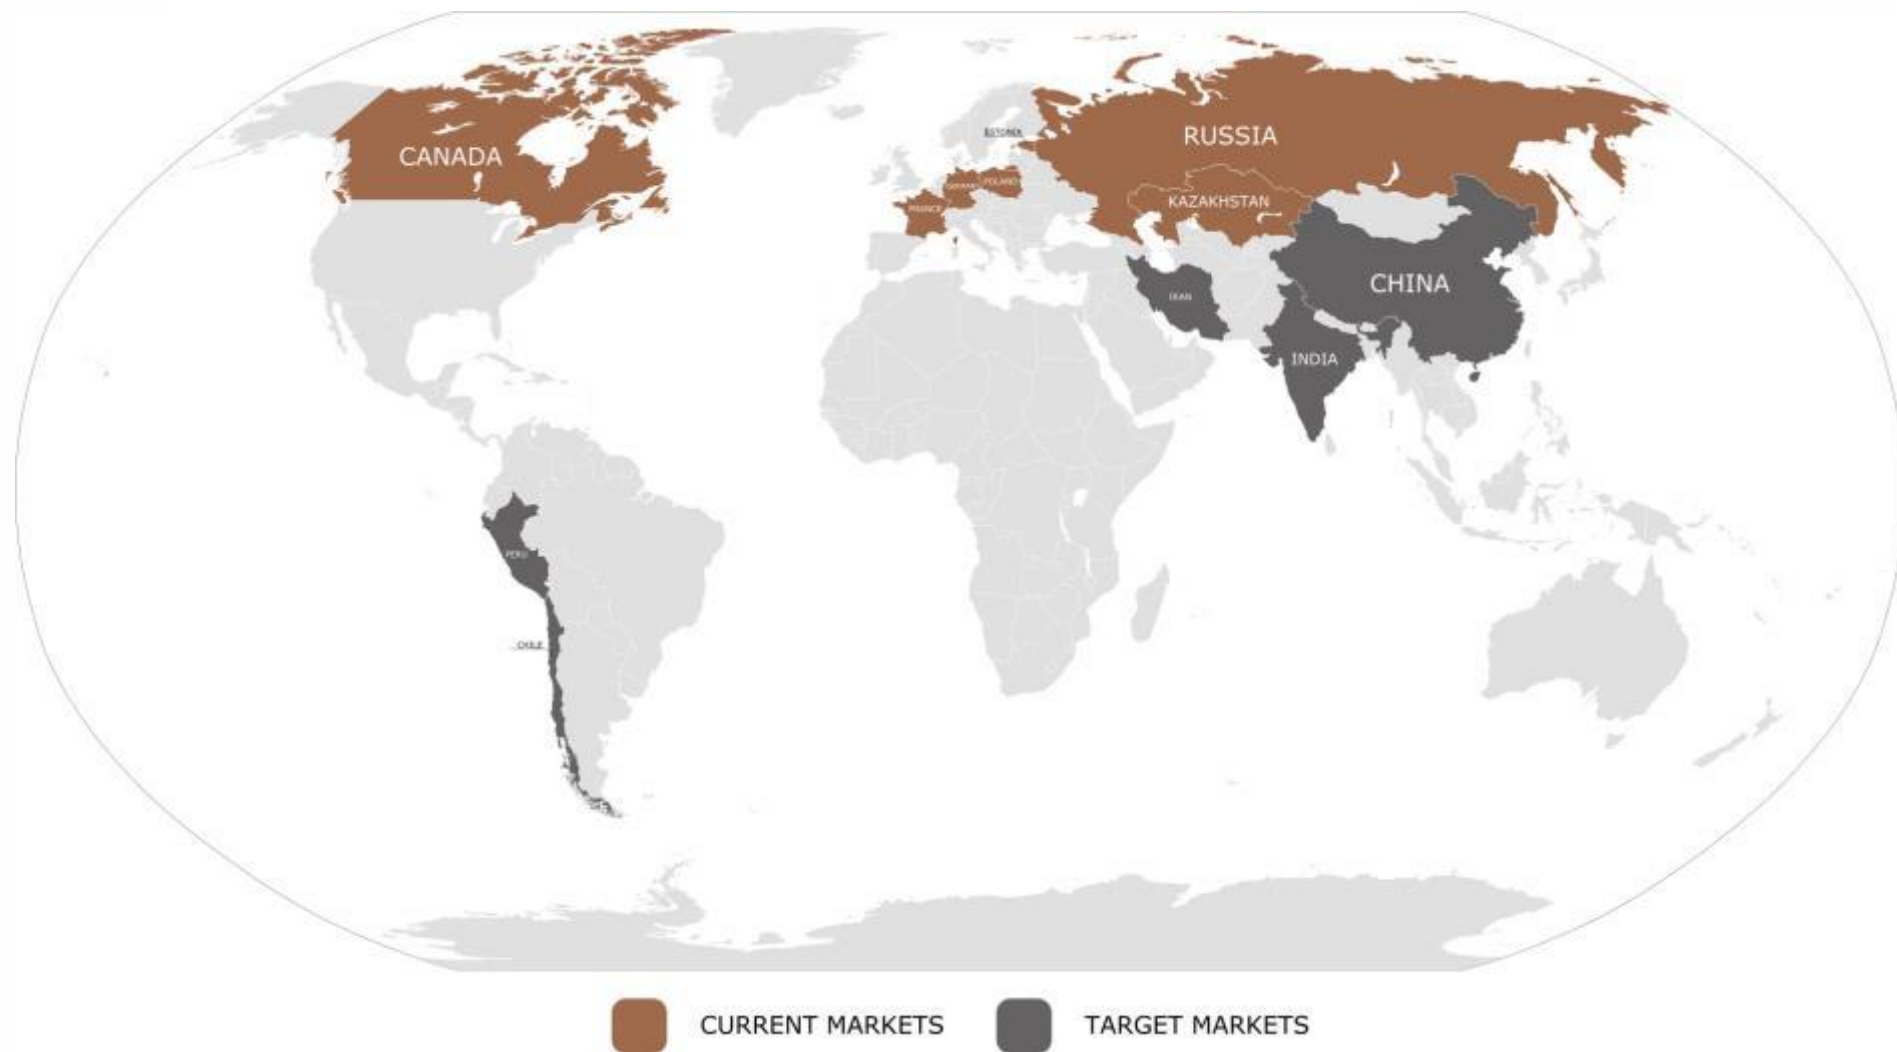 ESTONIA
RUSSIA
CANADA
GERMANY
POLAND
KAZAKHSTAN
FRANCE
CHINA
IRAN
INDIA
PERU
CHILE
CURRENT MARKETS
TARGET MARKETS